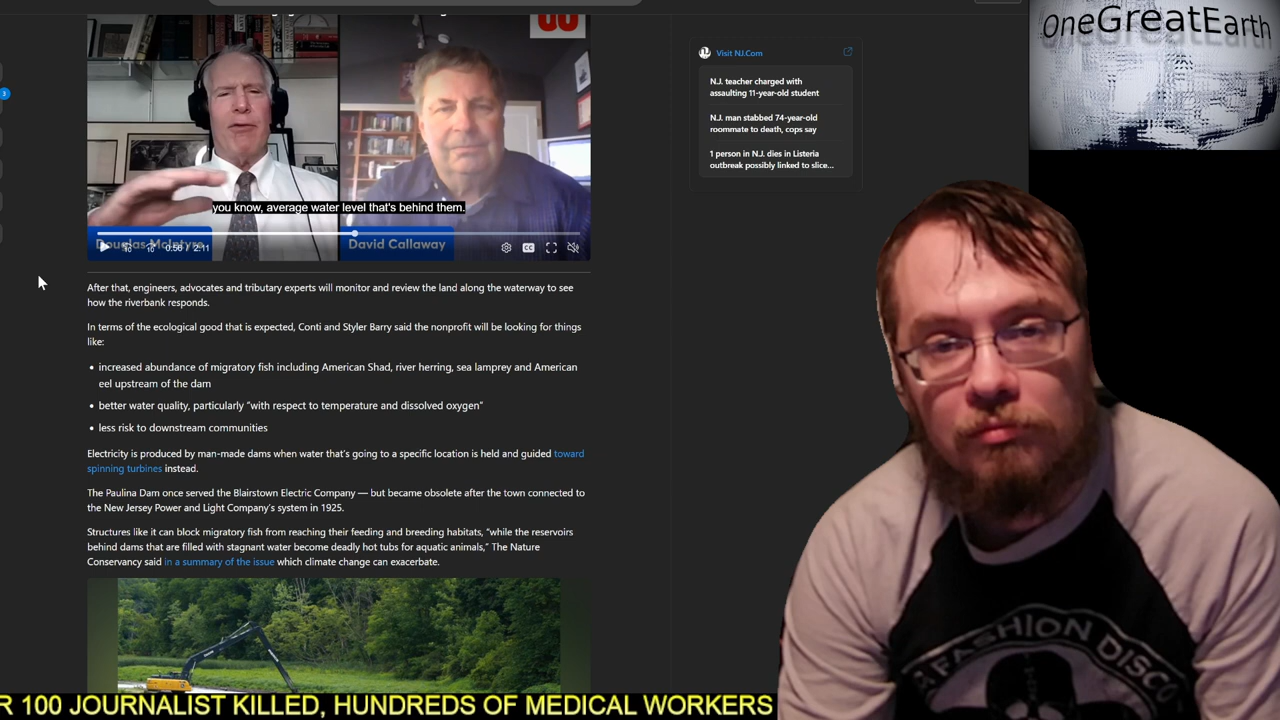 OneGreatEarth
you know, average water level that's behind them.
Douglas McIntyre
David Callaway
0:56 / 2:11
CC
3
Visit NJ.Com
N.J. teacher charged with
assaulting 11-year-old student
N.J. man stabbed 74-year-old
roommate to death, cops say
1 person in N.J. dies in Listeria
outbreak possibly linked to slice...
After that, engineers, advocates and tributary experts will monitor and review the land along the waterway to see
how the riverbank responds.
In terms of the ecological good that is expected, Conti and Styler Barry said the nonprofit will be looking for things
like:
• increased abundance of migratory fish including American Shad, river herring, sea lamprey and American
eel upstream of the dam
• better water quality, particularly “with respect to temperature and dissolved oxygen”
• less risk to downstream communities
Electricity is produced by man-made dams when water that's going to a specific location is held and guided toward
spinning turbines instead.
The Paulina Dam once served the Blairstown Electric Company — but became obsolete after the town connected to
the New Jersey Power and Light Company's system in 1925.
Structures like it can block migratory fish from reaching their feeding and breeding habitats, “while the reservoirs
behind dams that are filled with stagnant water become deadly hot tubs for aquatic animals,” The Nature
Conservancy said in a summary of the issue which climate change can exacerbate.
FASHION DISC
R 100 JOURNALIST KILLED, HUNDREDS OF MEDICAL WORKERS